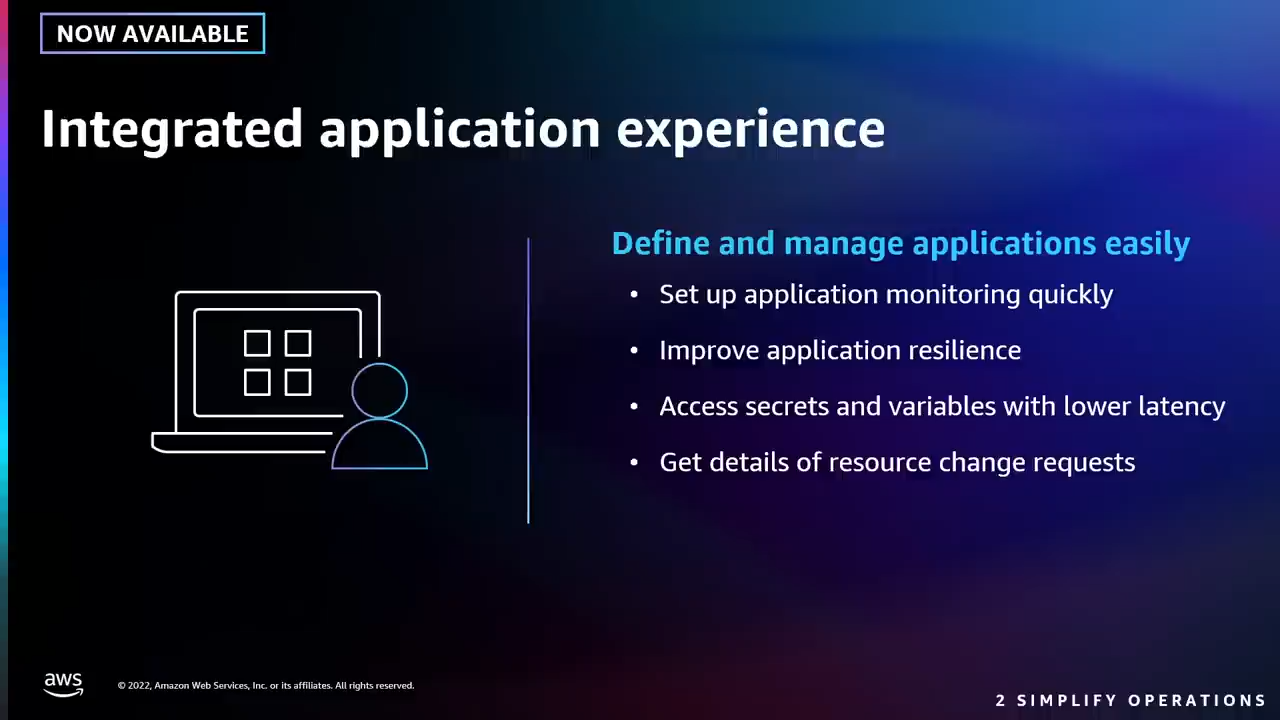 NOW AVAILABLE
Integrated application experience
Define and manage applications easily
• Set up application monitoring quickly
• Improve application resilience
• Access secrets and variables with lower latency
• Get details of resource change requests
aws
© 2022, Amazon Web Services, Inc. or its affiliates. All rights reserved.
2 SIMPLIFY OPERATIONS